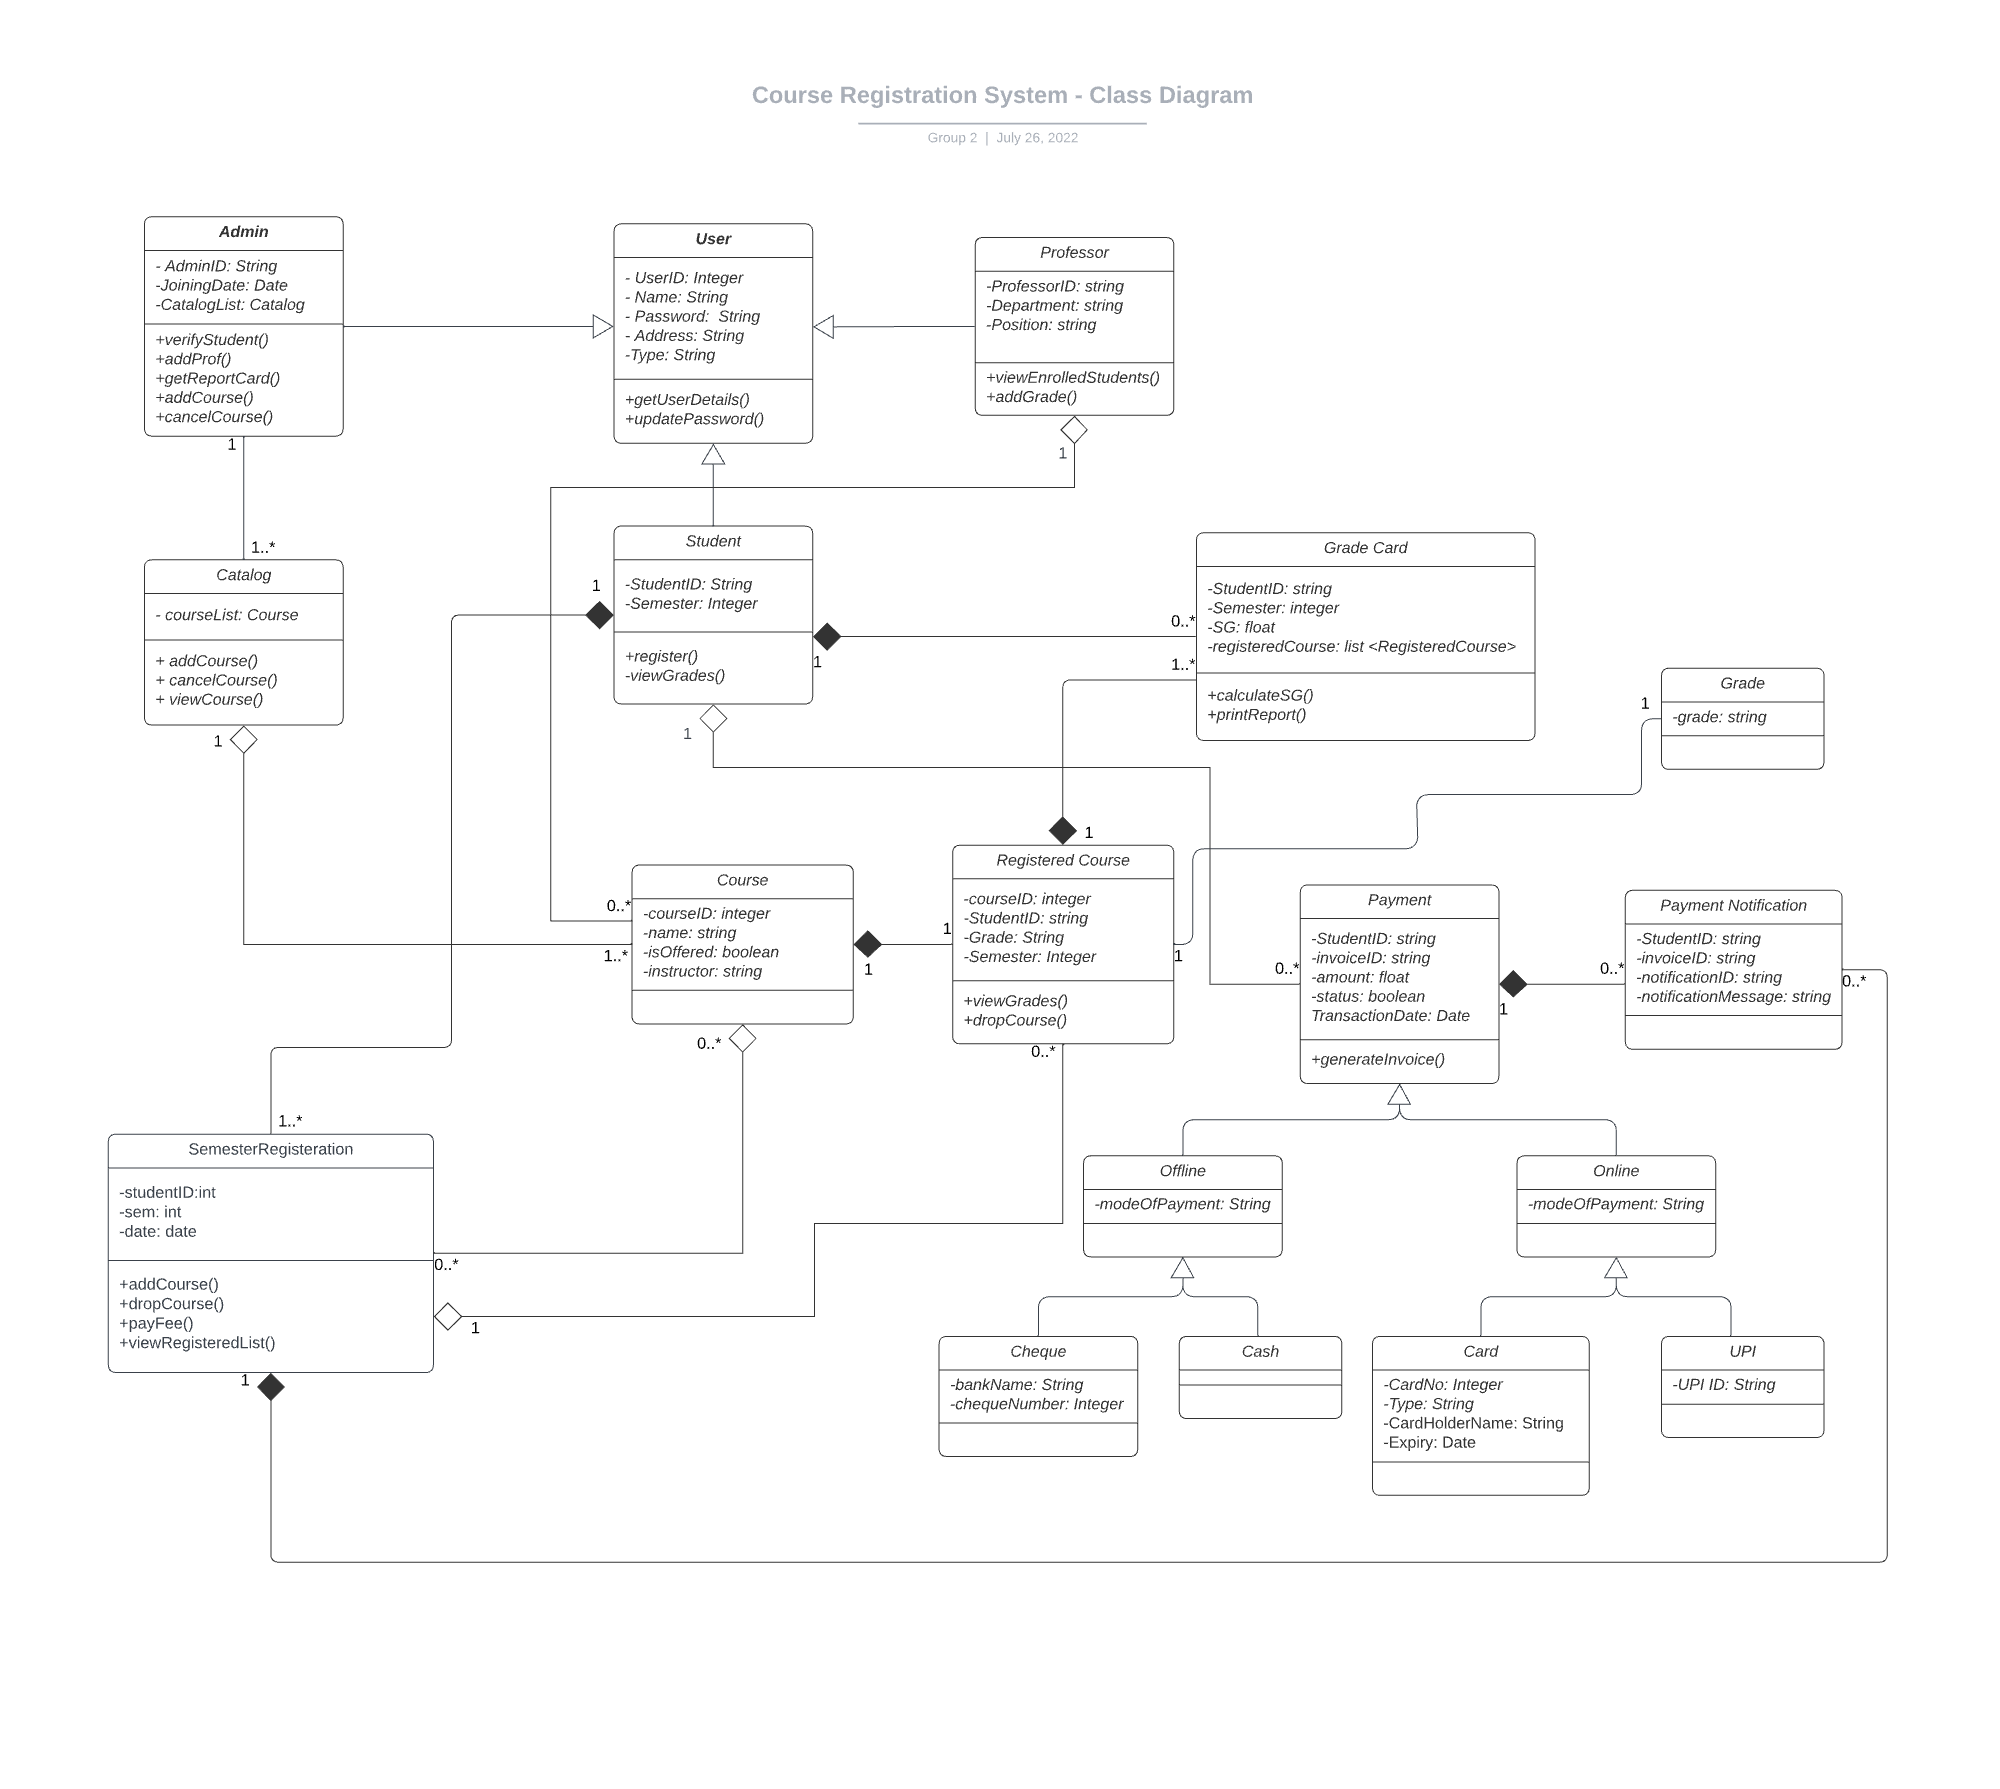 Course Registration System - Class Diagram
Group 2 | July 26, 2022
Admin
- AdminID: String
-JoiningDate: Date
-CatalogList: Catalog
+verifyStudent()
+addProf()
+getReportCard()
+addCourse()
+cancelCourse()
1
1..*
User
- UserID: Integer
- Name: String
- Password:  String
- Address: String
-Type: String
+getUserDetails()
+updatePassword()
Professor
-ProfessorID: string
-Department: string
-Position: string
+viewEnrolledStudents()
+addGrade()
1
Catalog
- courseList: Course
+ addCourse()
+ cancelCourse()
+ viewCourse()
1
1
Student
-StudentID: String
-Semester: Integer
+register()
-viewGrades()
1
1
0..*
1..*
Grade Card
-StudentID: string
-Semester: integer
-SG: float
-registeredCourse: list <RegisteredCourse>
+calculateSG()
+printReport()
1
Grade
-grade: string
0..*
1..*
Course
-courseID: integer
-name: string
-isOffered: boolean
-instructor: string
1
0..*
1
1
Registered Course
-courseID: integer
-StudentID: string
-Grade: String
-Semester: Integer
+viewGrades()
+dropCourse()
1
0..*
0..*
Payment
-StudentID: string
-invoiceID: string
-amount: float
-status: boolean
TransactionDate: Date
+generateInvoice()
1
0..*
Payment Notification
-StudentID: string
-invoiceID: string
-notificationID: string
-notificationMessage: string
0..*
1..*
SemesterRegisteration
-studentID:int
-sem: int
-date: date
+addCourse()
+dropCourse()
+payFee()
+viewRegisteredList()
0..*
1
1
Offline
-modeOfPayment: String
Online
-modeOfPayment: String
Cheque
-bankName: String
-chequeNumber: Integer
Cash
Card
-CardNo: Integer
-Type: String
-CardHolderName: String
-Expiry: Date
UPI
-UPI ID: String